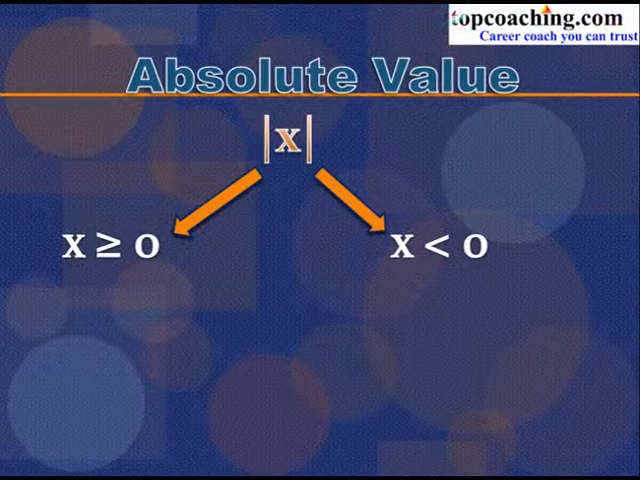 topcoaching.com
Career coach you can trust
Absolute Value
|x|
x ≥ 0
x < 0